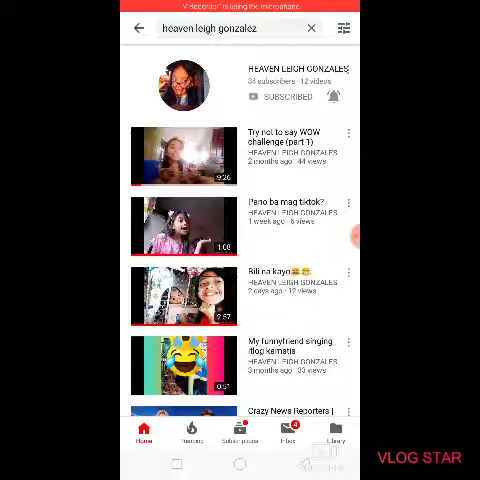 V Recorder is using the microphone.
heaven leigh gonzalez
HEAVEN LEIGH GONZALES
34 subscribers · 12 videos
SUBSCRIBED
Try not to say WOW
challenge (part 1)
HEAVEN LEIGH GONZALES
2 months ago · 44 views
9:26
Pano ba mag tiktok?
HEAVEN LEIGH GONZALES
1 week ago · 6 views
1:08
Bili na kayo😂😂
HEAVEN LEIGH GONZALES
2 days ago · 12 views
2:57
My funnyfriend singing
itlog kamatis
HEAVEN LEIGH GONZALES
3 months ago · 33 views
0:51
Crazy News Reporters |
4
Home
Trending
Subscriptions
Inbox
Library
VLOG STAR